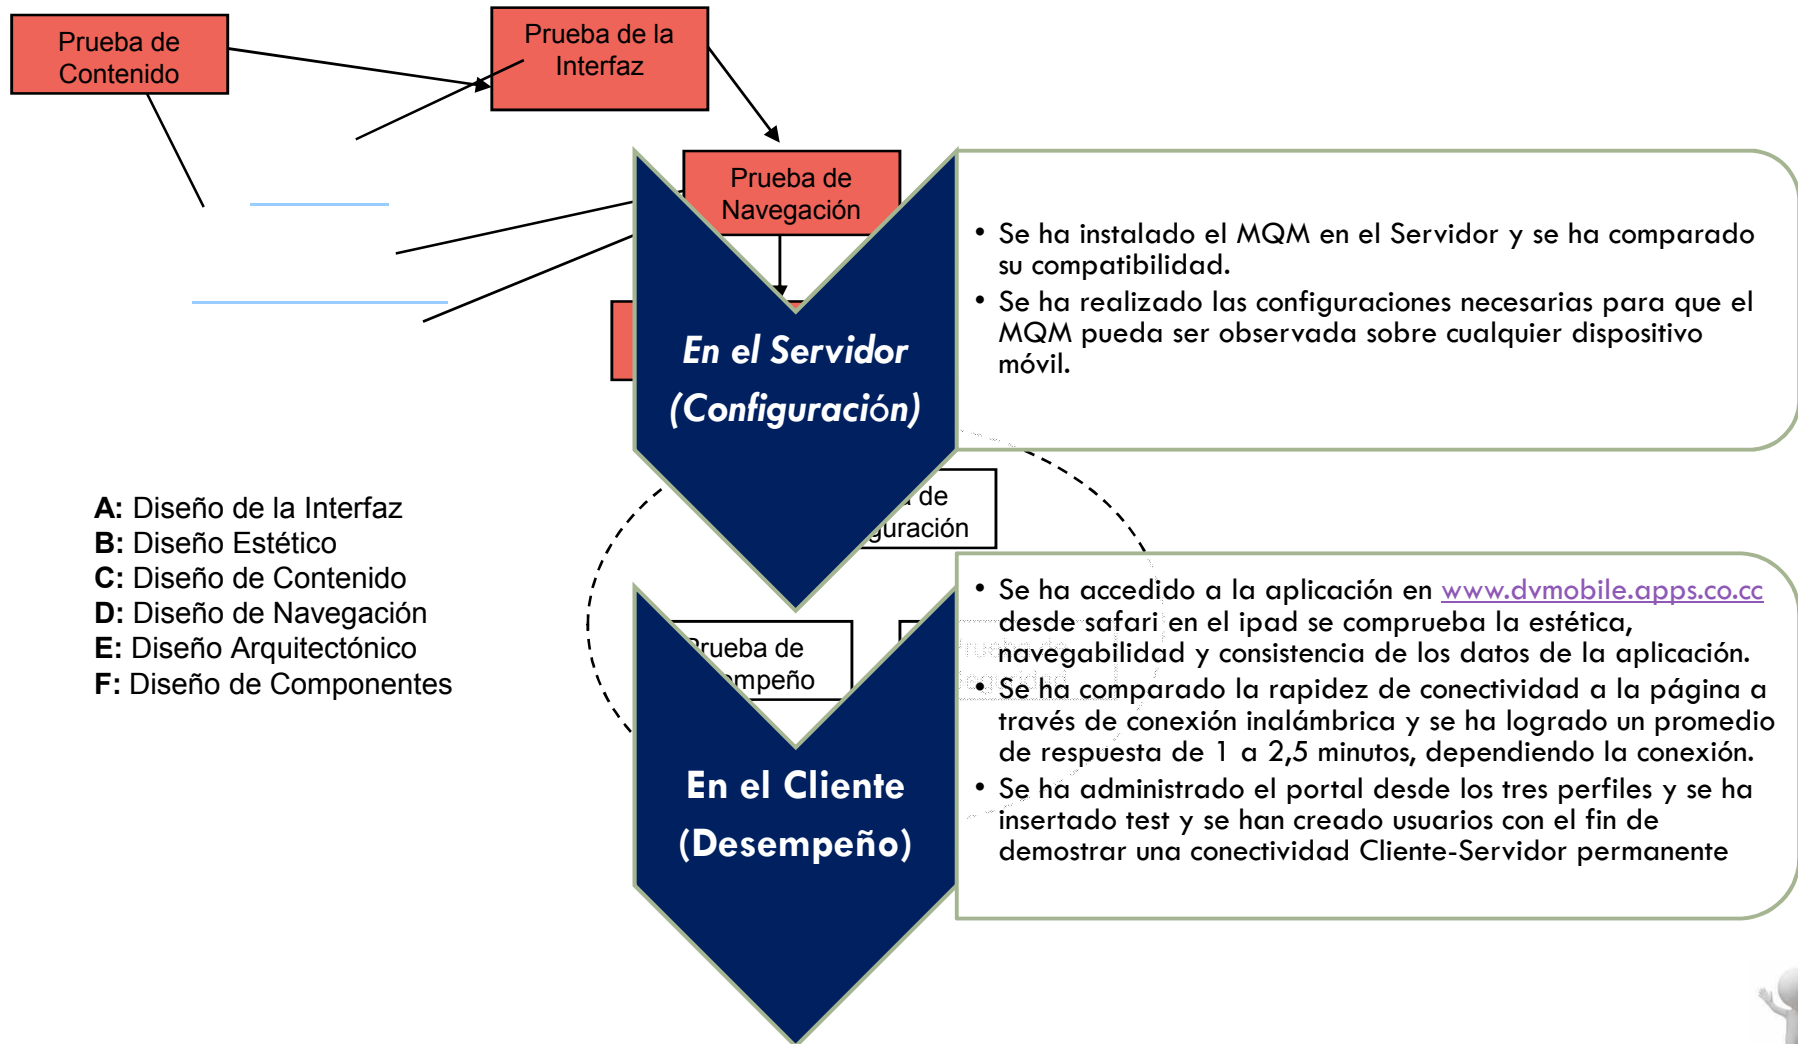 Prueba de
Contenido
Prueba de la
Interfaz
Prueba de
Navegación
En el Servidor
(Configuración)
• Se ha instalado el MQM en el Servidor y se ha comparado
su compatibilidad.
• Se ha realizado las configuraciones necesarias para que el
MQM pueda ser observada sobre cualquier dispositivo
móvil.
A: Diseño de la Interfaz
B: Diseño Estético
C: Diseño de Contenido
D: Diseño de Navegación
E: Diseño Arquitectónico
F: Diseño de Componentes
de
Prueba de
En el Cliente
(Desempeño)
• Se ha accedido a la aplicación en www.dvmobile.apps.co.cc
desde safari en el ipad se comprueba la estética,
navegabilidad y consistencia de los datos de la aplicación.
• Se ha comparado la rapidez de conectividad a la página a
través de conexión inalámbrica y se ha logrado un promedio
de respuesta de 1 a 2,5 minutos, dependiendo la conexión.
• Se ha administrado el portal desde los tres perfiles y se ha
insertado test y se han creado usuarios con el fin de
demostrar una conectividad Cliente-Servidor permanente